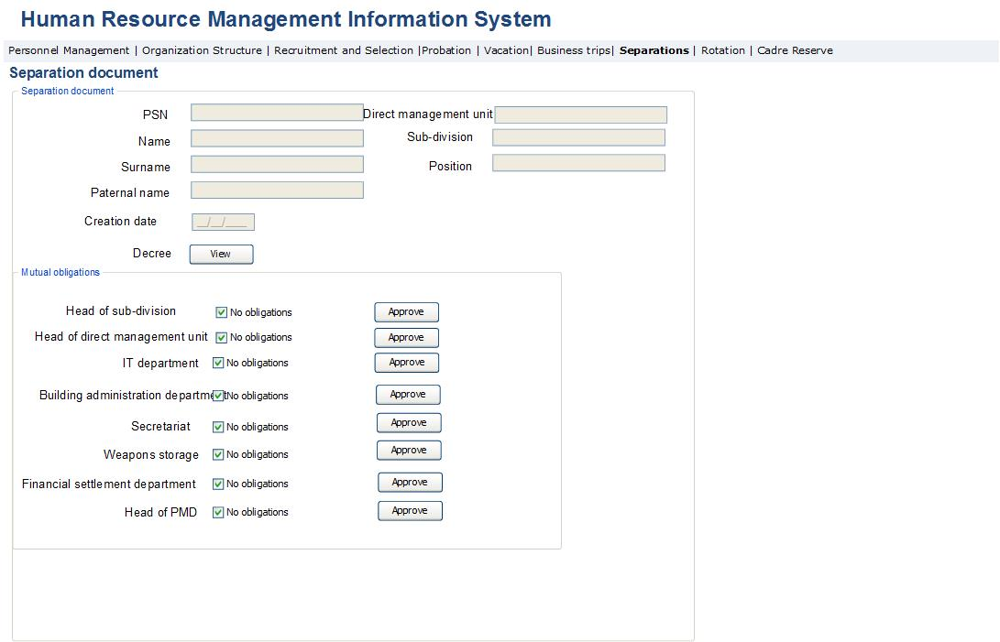 Human Resource Management Information System
Personnel Management | Organization Structure | Recruitment and Selection |Probation | Vacation| Business trips| Separations | Rotation | Cadre Reserve
Separation document
Separation document
PSN
Direct management unit
Name
Sub-division
Surname
Position
Paternal name
Creation date __/__/____
Decree View
Mutual obligations
Head of sub-division No obligations Approve
Head of direct management unit No obligations Approve
IT department No obligations Approve
Building administration department No obligations Approve
Secretariat No obligations Approve
Weapons storage No obligations Approve
Financial settlement department No obligations Approve
Head of PMD No obligations Approve